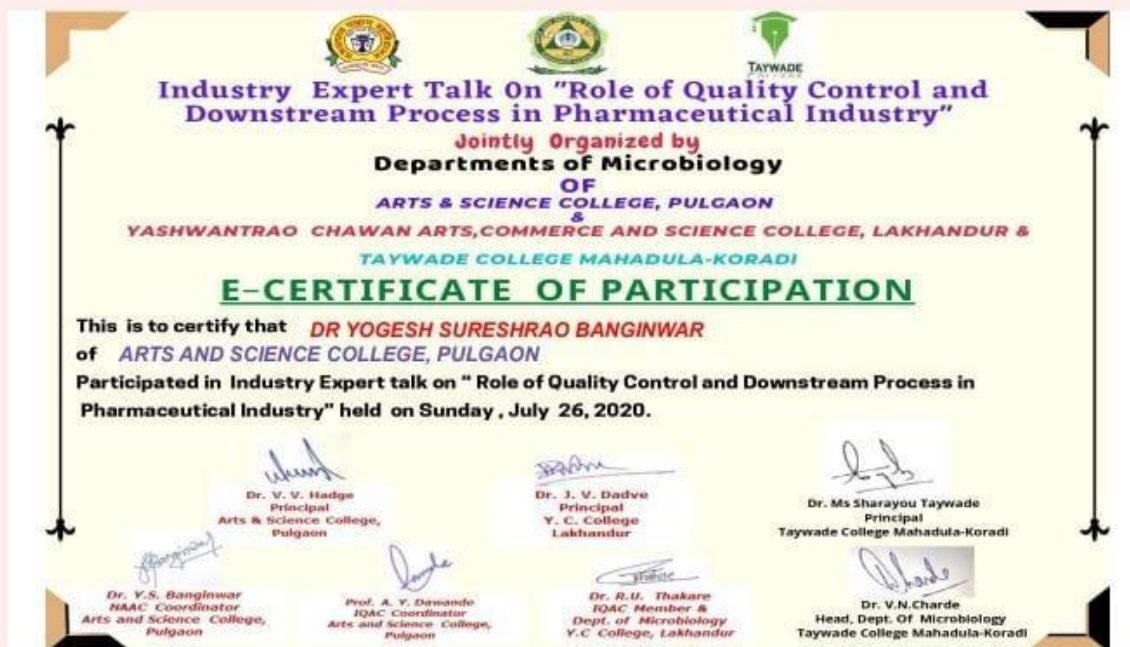 TAYWADE
COLLEGE
Industry Expert Talk On "Role of Quality Control and
Downstream Process in Pharmaceutical Industry"
Jointly Organized by
Departments of Microbiology
OF
ARTS & SCIENCE COLLEGE, PULGAON
&
YASHWANTRAO CHAWAN ARTS,COMMERCE AND SCIENCE COLLEGE, LAKHANDUR &
TAYWADE COLLEGE MAHADULA-KORADI
E-CERTIFICATE OF PARTICIPATION
This is to certify that DR YOGESH SURESHRAO BANGINWAR
of ARTS AND SCIENCE COLLEGE, PULGAON
Participated in Industry Expert talk on " Role of Quality Control and Downstream Process in
Pharmaceutical Industry" held on Sunday , July 26, 2020.
Dr. V. V. Hadge
Principal
Arts & Science College,
Pulgaon
Dr. J. V. Dadve
Principal
Y. C. College
Lakhandur
Dr. Ms Sharayou Taywade
Principal
Taywade College Mahadula-Koradi
Dr. Y.S. Banginwar
NAAC Coordinator
Arts and Science College,
Pulgaon
Prof. A. Y. Dawande
IQAC Coordinator
Arts and Science College,
Pulgaon
Dr. R.U. Thakare
IQAC Member &
Dept. of Microbiology
Y.C College, Lakhandur
Dr. V.N.Charde
Head, Dept. Of Microbiology
Taywade College Mahadula-Koradi